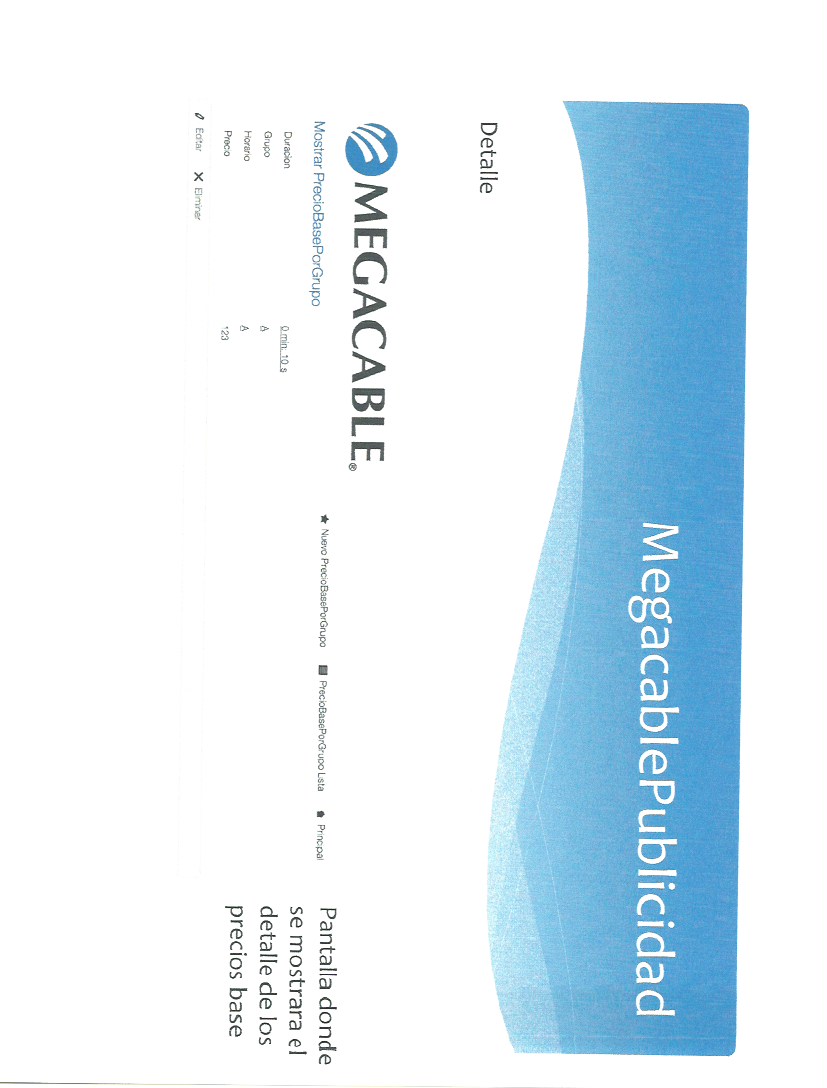 MegacablePublicidad
Detalle
MEGACABLE®
Mostrar PrecioBasePorGrupo
Nuevo PrecioBasePorGrupo PrecioBasePorGrupo Lista Principal
Duracion 0 min. 10 s
Grupo A
Horario A
Precio 123
Editar Eliminar
Pantalla donde
se mostrara el
detalle de los
precios base